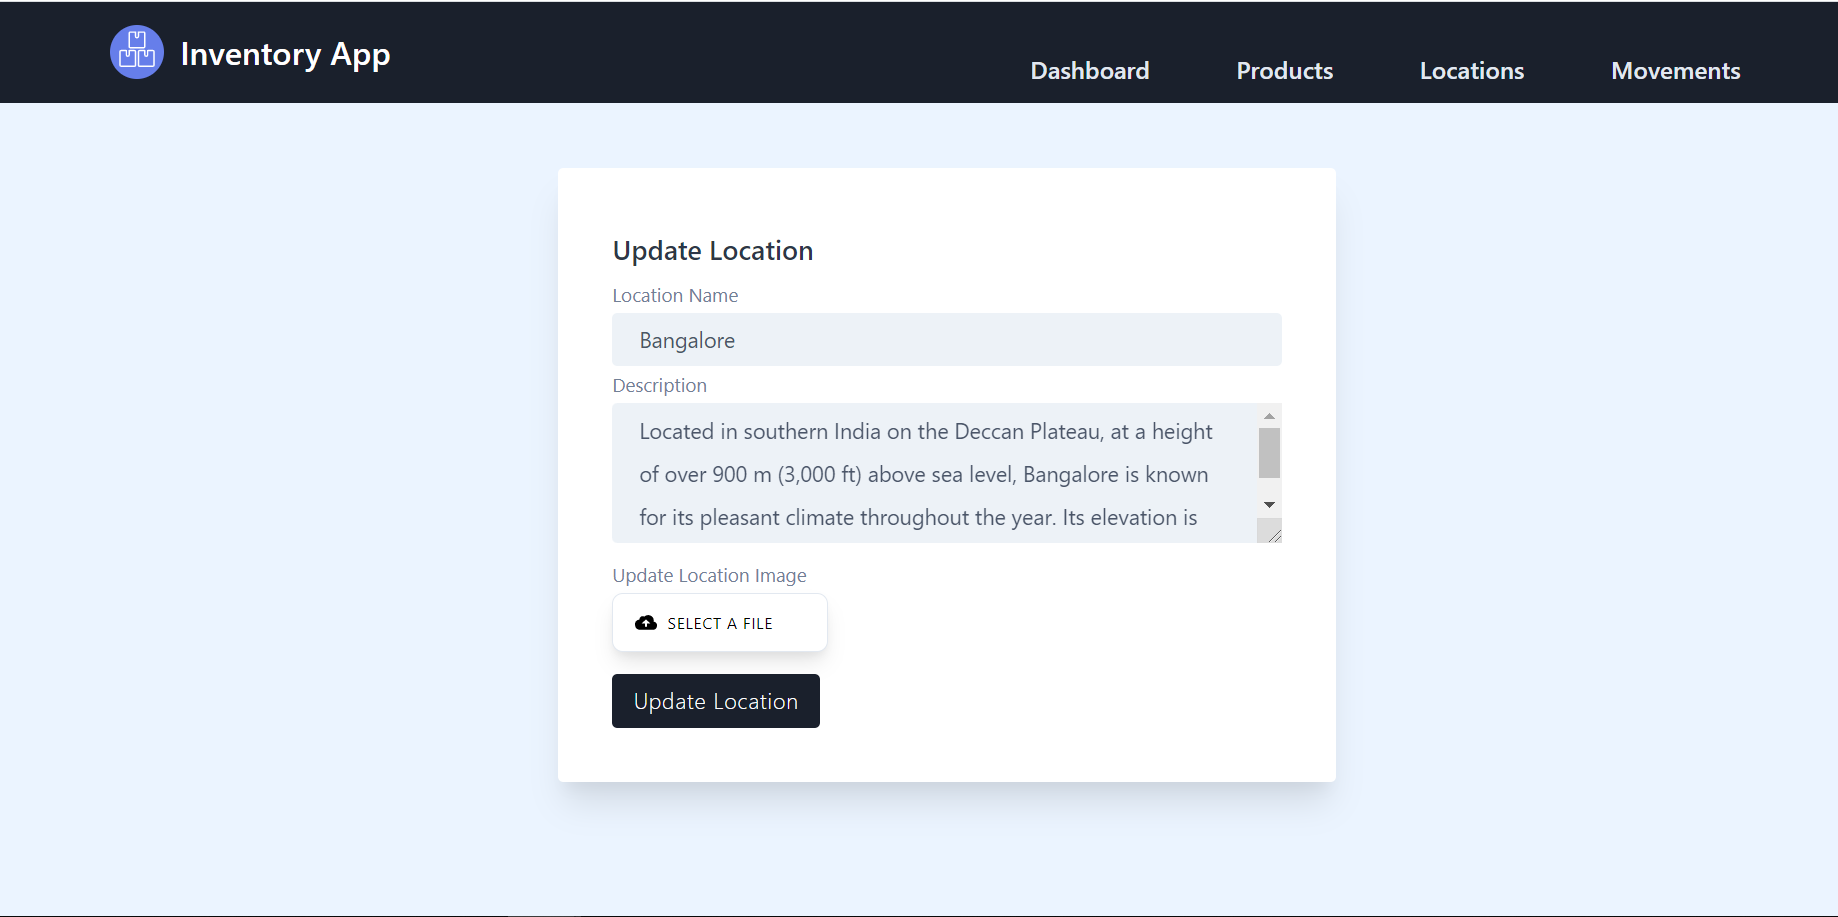 Inventory App
Dashboard Products Locations Movements
Update Location
Location Name
Bangalore
Description
Located in southern India on the Deccan Plateau, at a height
of over 900 m (3,000 ft) above sea level, Bangalore is known
for its pleasant climate throughout the year. Its elevation is
Update Location Image
SELECT A FILE
Update Location